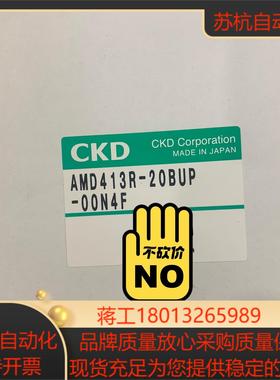 苏杭自动
CKD
CKD Corporation
MADE IN JAPAN
AMD413R-20BUP
-00N4F
不砍价
NO
蒋工18013265989
自动化
品牌质量放心采购质量保
持开票
现货充足为您提供稳定的